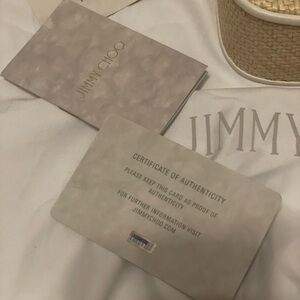 JIMMY CHOO
JIMMY
CERTIFICATE OF AUTHENTICITY
PLEASE KEEP THIS CARD AS PROOF OF
AUTHENTICITY
FOR FURTHER INFORMATION VISIT
JIMMYCHOO.COM